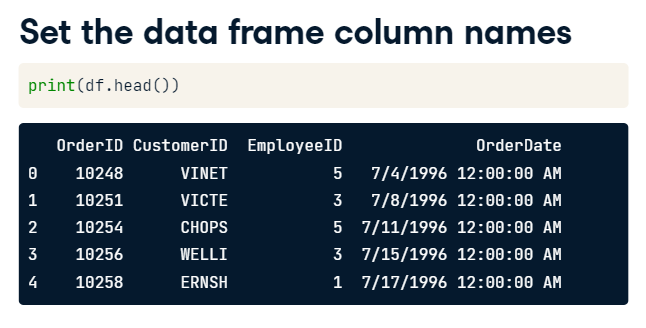 Set the data frame column names
print(df.head())
OrderID CustomerID EmployeeID OrderDate
0 10248 VINET 5 7/4/1996 12:00:00 AM
1 10251 VICTE 3 7/8/1996 12:00:00 AM
2 10254 CHOPS 5 7/11/1996 12:00:00 AM
3 10256 WELLI 3 7/15/1996 12:00:00 AM
4 10258 ERNSH 1 7/17/1996 12:00:00 AM